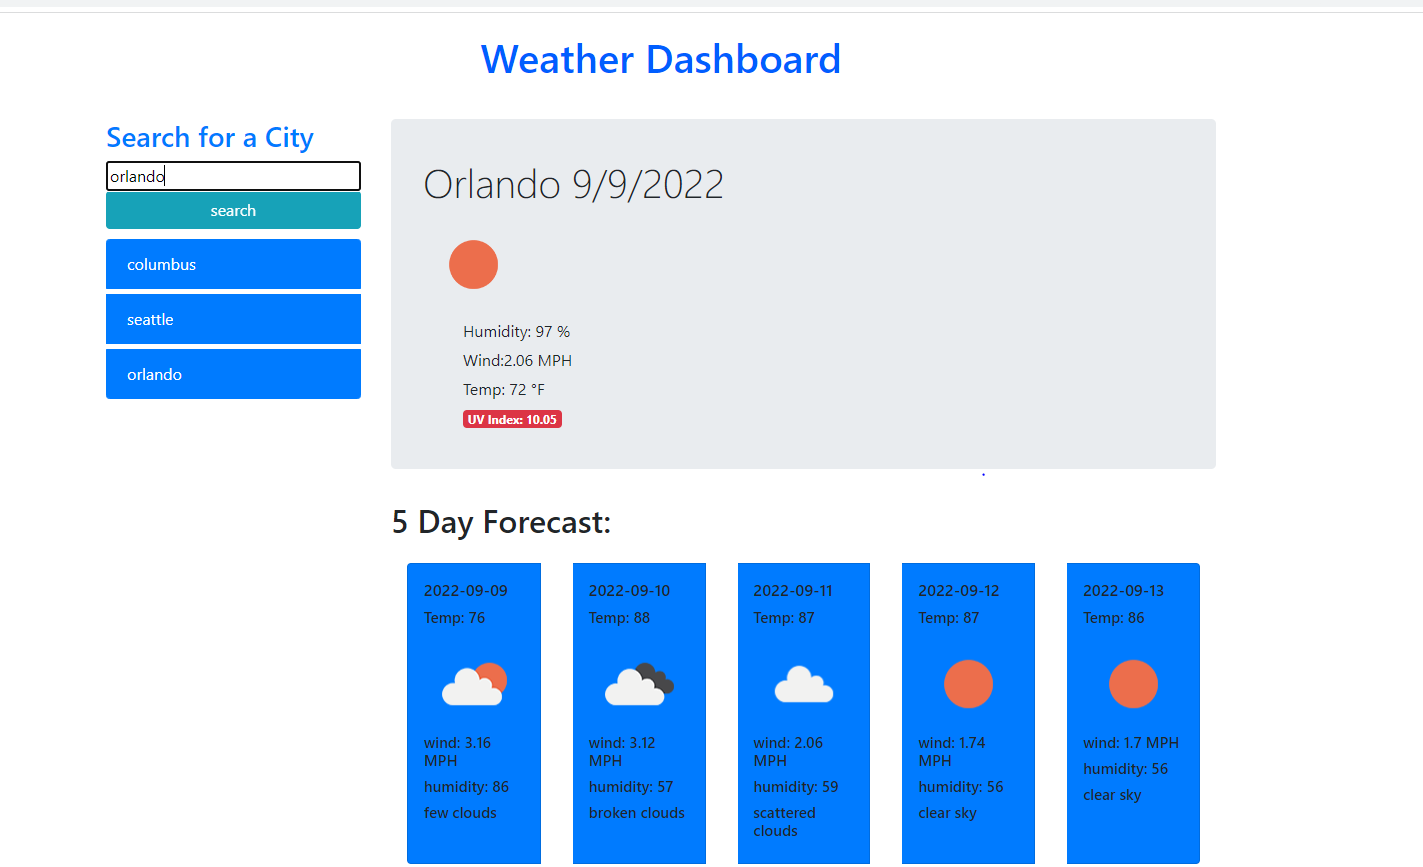 Weather Dashboard
Search for a City
orlando
search
columbus
seattle
orlando
Orlando 9/9/2022
Humidity: 97 %
Wind:2.06 MPH
Temp: 72 °F
UV Index: 10.05
5 Day Forecast:
2022-09-09
Temp: 76
wind: 3.16
MPH
humidity: 86
few clouds
2022-09-10
Temp: 88
wind: 3.12
MPH
humidity: 57
broken clouds
2022-09-11
Temp: 87
wind: 2.06
MPH
humidity: 59
scattered
clouds
2022-09-12
Temp: 87
wind: 1.74
MPH
humidity: 56
clear sky
2022-09-13
Temp: 86
wind: 1.7 MPH
humidity: 56
clear sky